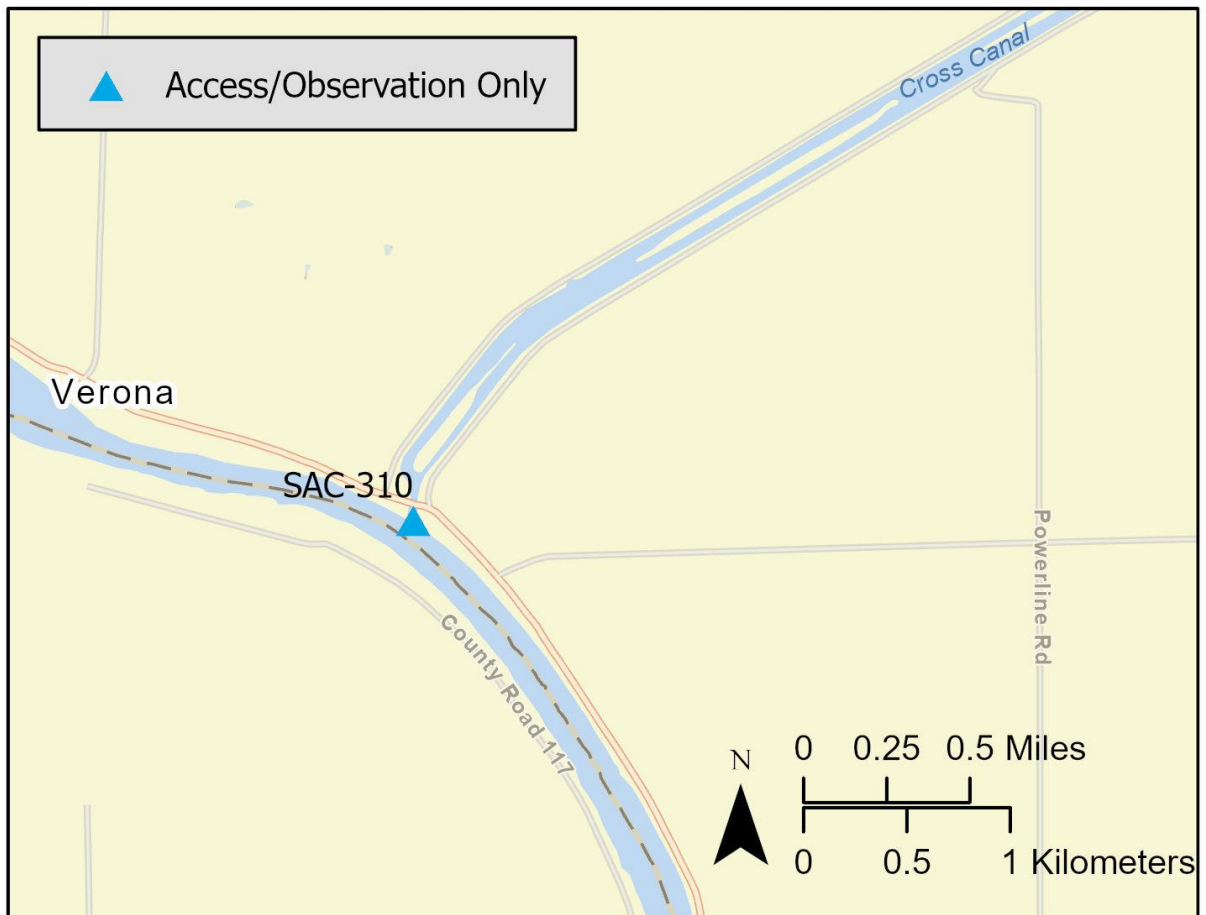 Access/Observation Only
Cross Canal
Verona
SAC-310
Powerline Rd
County Road 117
N
0 0.25 0.5 Miles
0 0.5 1 Kilometers